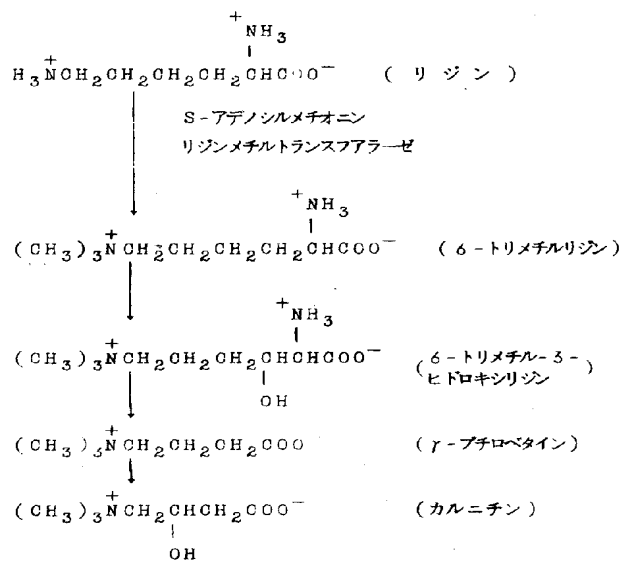 +NH3
H3N+CH2CH2CH2CH2CHCOO− (リジン)
S-アデノシルメチオニン
リジンメチルトランスフアラーゼ
+NH3
(CH3)3N+CH2CH2CH2CH2CHCOO− (6-トリメチルリジン)
+NH3
(CH3)3N+CH2CH2CH2CHCHCOO− (6-トリメチル-3-
ヒドロキシリジン)
OH
(CH3)3N+CH2CH2CH2COO (γ-ブチロベタイン)
(CH3)3N+CH2CHCH2COO− (カルニチン)
OH